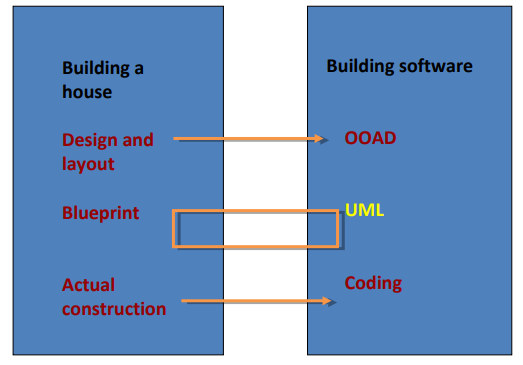 Building a
house
Design and
layout
Blueprint
Actual
construction
Building software
OOAD
UML
Coding